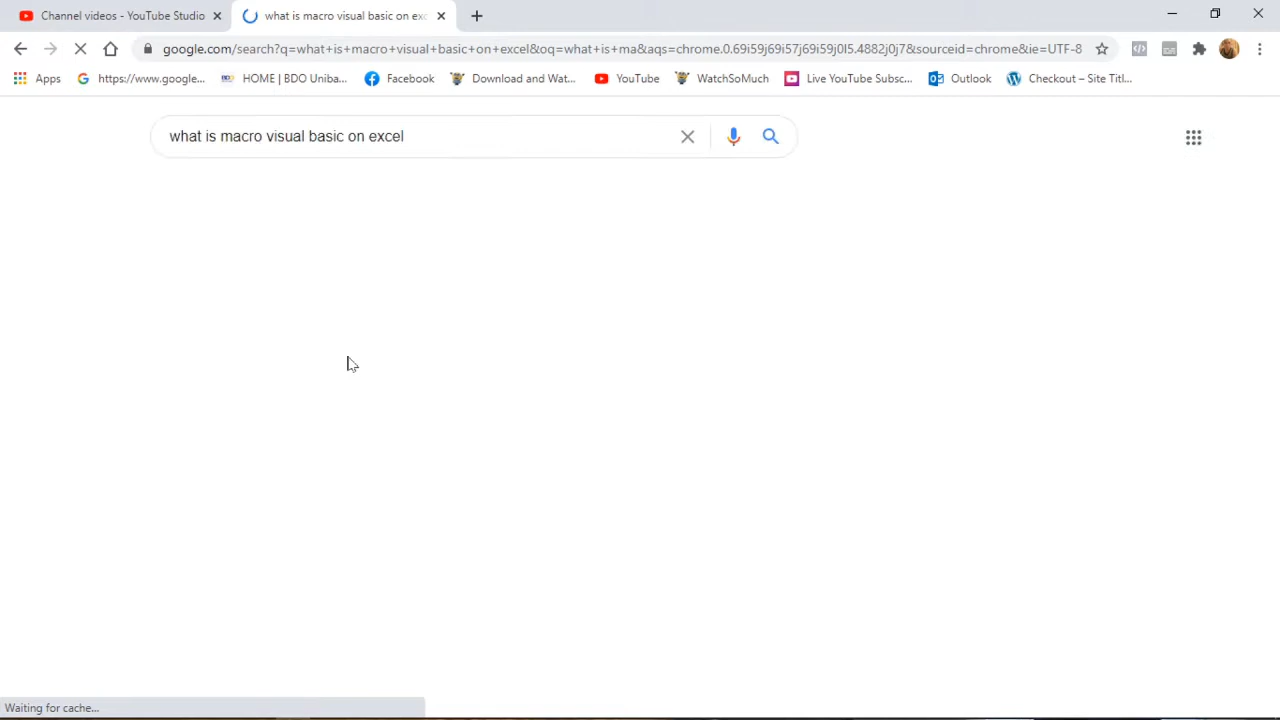 Channel videos - YouTube Studio
what is macro visual basic on exc
google.com/search?q=what+is+macro+visual+basic+on+excel&oq=what+is+ma&aqs=chrome.0.69i59j69i57j69i59j0l5.4882j0j7&sourceid=chrome&ie=UTF-8
Apps https://www.google... HOME | BDO Uniba... Facebook Download and Wat... YouTube WatchSoMuch Live YouTube Subsc... Outlook Checkout – Site Titl...
what is macro visual basic on excel
Waiting for cache...